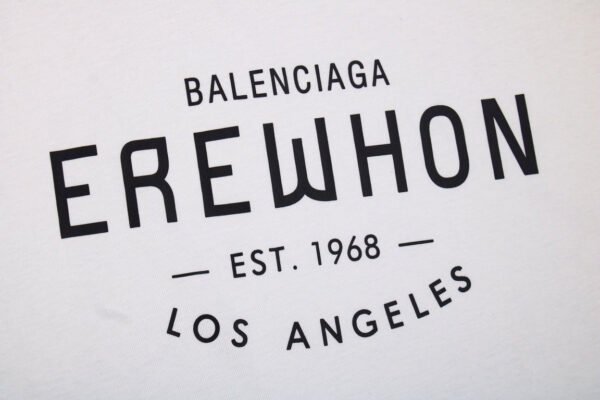 BALENCIAGA
EREWHON
— EST. 1968 —
LOS ANGELES